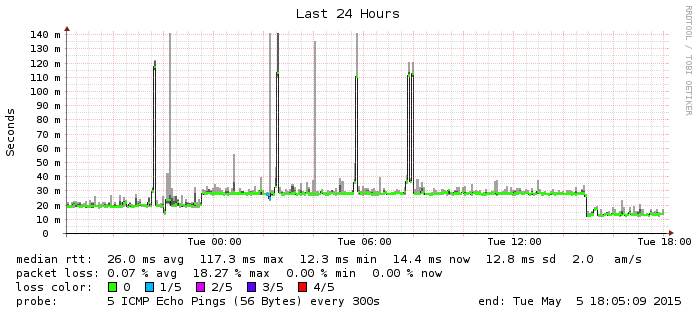 Last 24 Hours
RRDTOOL / TOBI OETIKER
Seconds
140 m
130 m
120 m
110 m
100 m
90 m
80 m
70 m
60 m
50 m
40 m
30 m
20 m
10 m
0
Tue 00:00 Tue 06:00 Tue 12:00 Tue 18:00
median rtt: 26.0 ms avg 117.3 ms max 12.3 ms min 14.4 ms now 12.8 ms sd 2.0 am/s
packet loss: 0.07 % avg 18.27 % max 0.00 % min 0.00 % now
loss color: 0 1/5 2/5 3/5 4/5
probe: 5 ICMP Echo Pings (56 Bytes) every 300s end: Tue May 5 18:05:09 2015